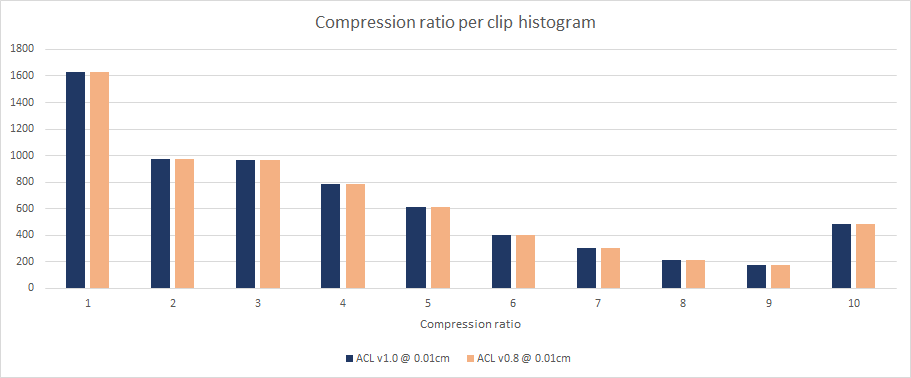 Compression ratio per clip histogram
1800
1600
1400
1200
1000
800
600
400
200
0
1 2 3 4 5 6 7 8 9 10
Compression ratio
ACL v1.0 @ 0.01cm ACL v0.8 @ 0.01cm